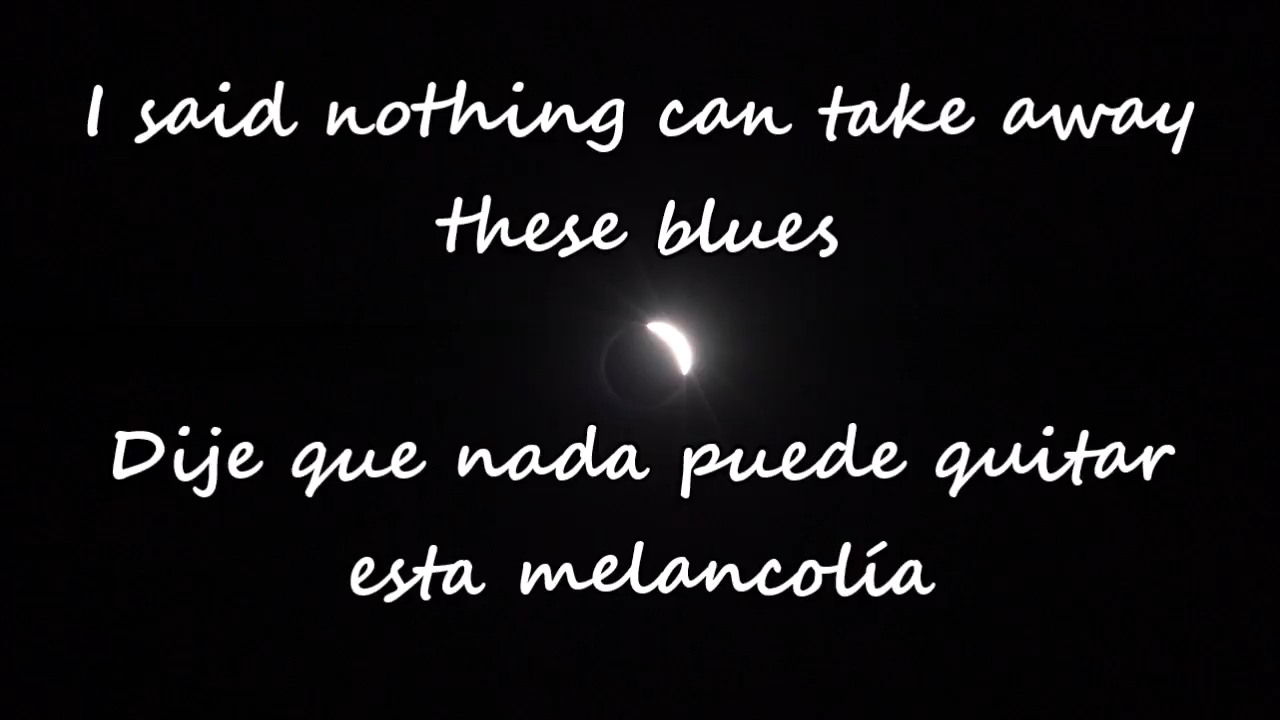 I said nothing can take away
these blues
Dije que nada puede quitar
esta melancolía